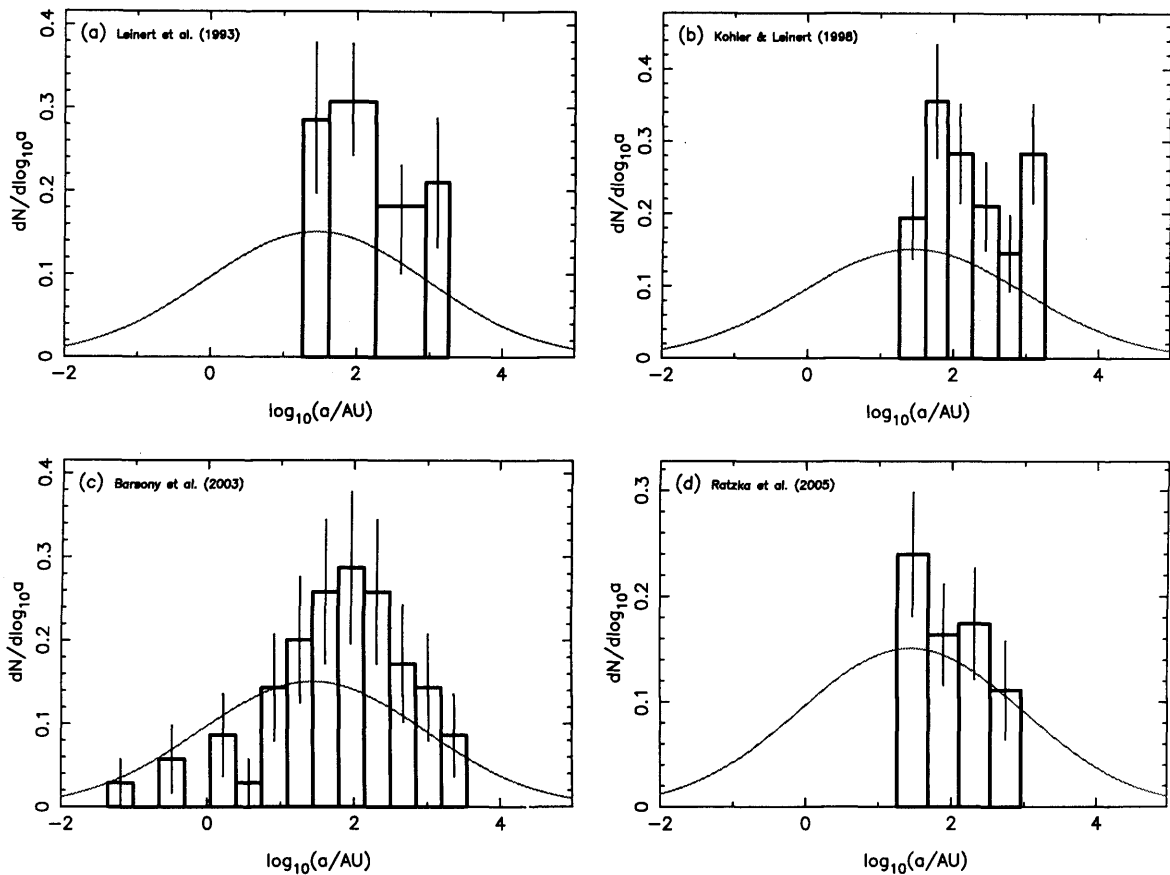 (a) Leinert et al. (1993)
dN/dlog10a
0.4
0.3
0.2
0.1
0
-2
0
2
4
log10(a/AU)
(b) Kohler & Leinert (1998)
dN/dlog10a
0.4
0.3
0.2
0.1
0
-2
0
2
4
log10(a/AU)
(c) Barsony et al. (2003)
dN/dlog10a
0.4
0.3
0.2
0.1
0
-2
0
2
4
log10(a/AU)
(d) Ratzka et al. (2005)
dN/dlog10a
0.3
0.2
0.1
0
-2
0
2
4
log10(a/AU)